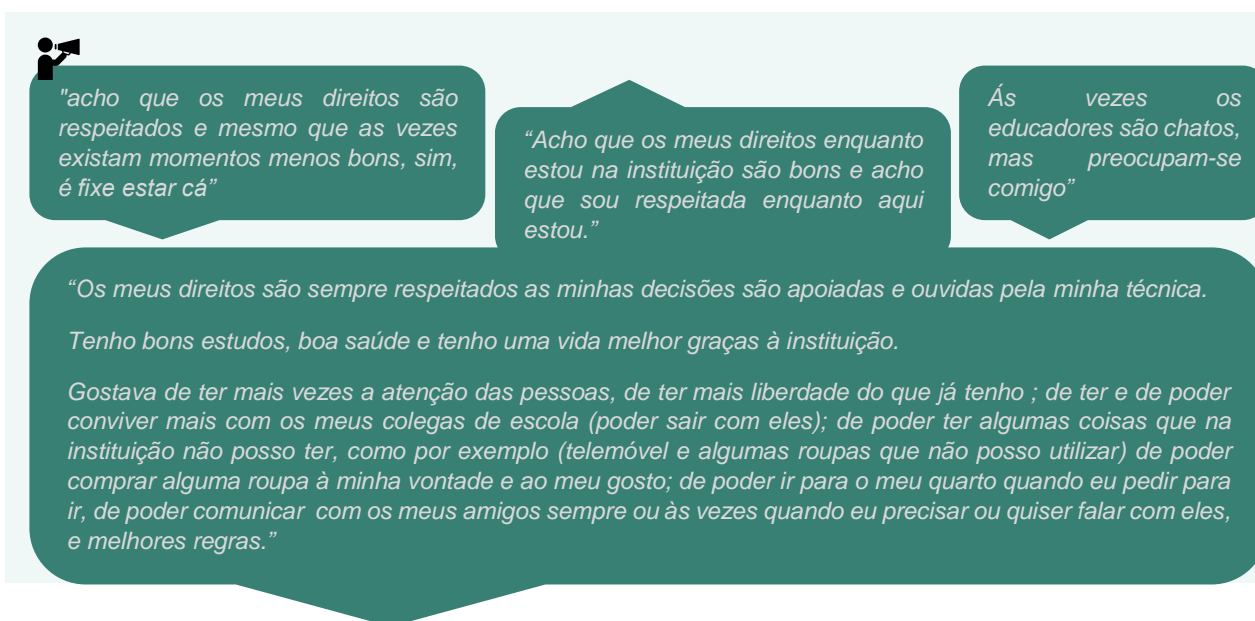 "acho que os meus direitos são
respeitados e mesmo que as vezes
existam momentos menos bons, sim,
é fixe estar cá”
“Acho que os meus direitos enquanto
estou na instituição são bons e acho
que sou respeitada enquanto aqui
estou.”
Ás vezes os
educadores são chatos,
mas preocupam-se
comigo”
“Os meus direitos são sempre respeitados as minhas decisões são apoiadas e ouvidas pela minha técnica.
Tenho bons estudos, boa saúde e tenho uma vida melhor graças à instituição.
Gostava de ter mais vezes a atenção das pessoas, de ter mais liberdade do que já tenho ; de ter e de poder
conviver mais com os meus colegas de escola (poder sair com eles); de poder ter algumas coisas que na
instituição não posso ter, como por exemplo (telemóvel e algumas roupas que não posso utilizar) de poder
comprar alguma roupa à minha vontade e ao meu gosto; de poder ir para o meu quarto quando eu pedir para
ir, de poder comunicar com os meus amigos sempre ou às vezes quando eu precisar ou quiser falar com eles,
e melhores regras.”